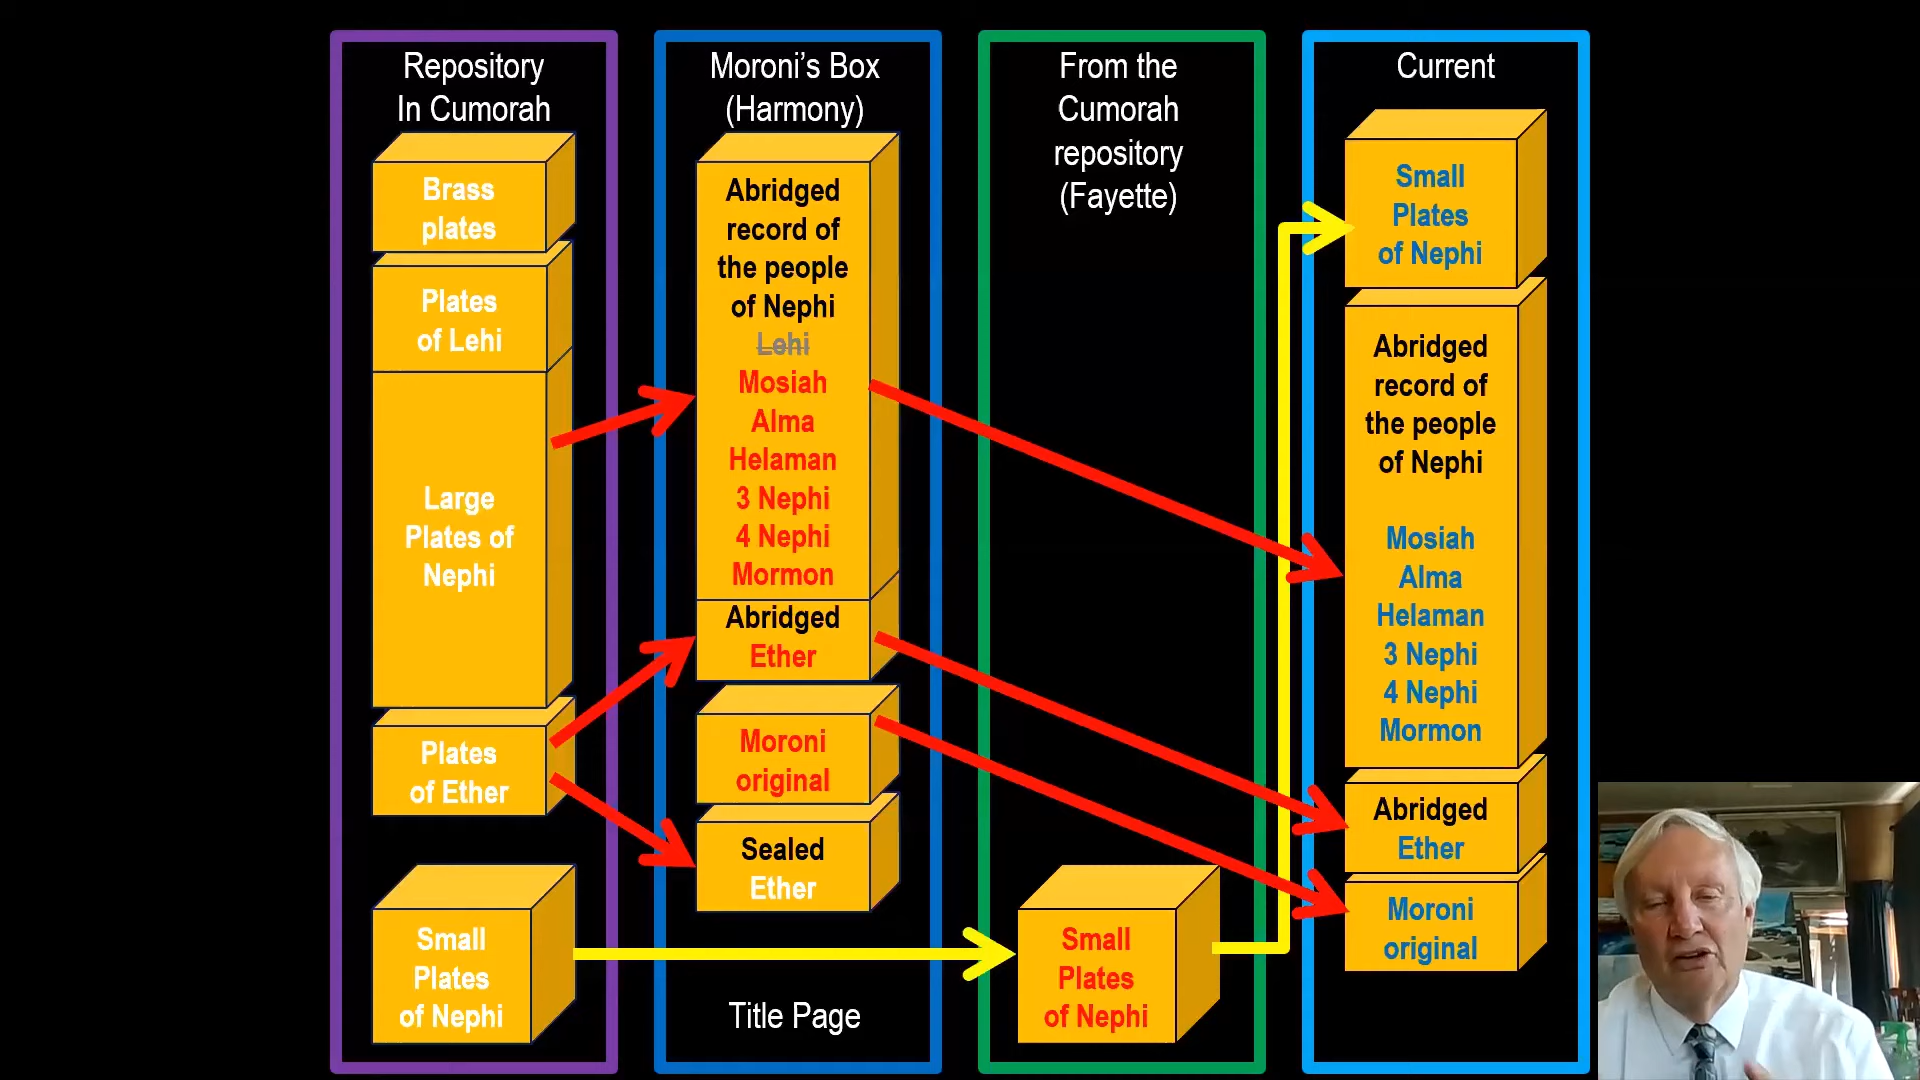 Repository
In Cumorah
Brass
plates
Plates
of Lehi
Large
Plates of
Nephi
Plates
of Ether
Small
Plates
of Nephi
Moroni's Box
(Harmony)
Abridged
record of
the people
of Nephi
Lehi
Mosiah
Alma
Helaman
3 Nephi
4 Nephi
Mormon
Abridged
Ether
Moroni
original
Sealed
Ether
Title Page
From the
Cumorah
repository
(Fayette)
Small
Plates
of Nephi
Current
Small
Plates
of Nephi
Abridged
record of
the people
of Nephi
Mosiah
Alma
Helaman
3 Nephi
4 Nephi
Mormon
Abridged
Ether
Moroni
original